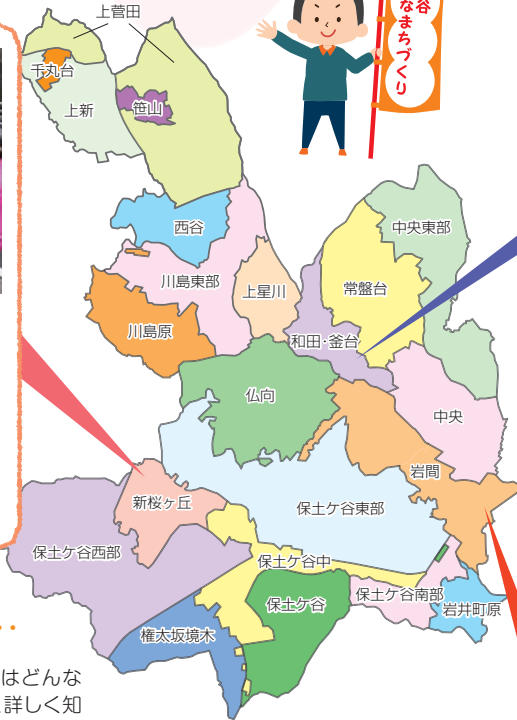 上菅田
千丸台
上新
笹山
谷
なまちづくり
西谷
中央東部
川島東部
上星川
常盤台
川島原
和田・釜台
仏向
中央
岩間
新桜ヶ丘
保土ケ谷東部
保土ケ谷西部
保土ケ谷中
保土ケ谷
保土ケ谷南部
岩井町原
権太坂境木
はどんな
詳しく知